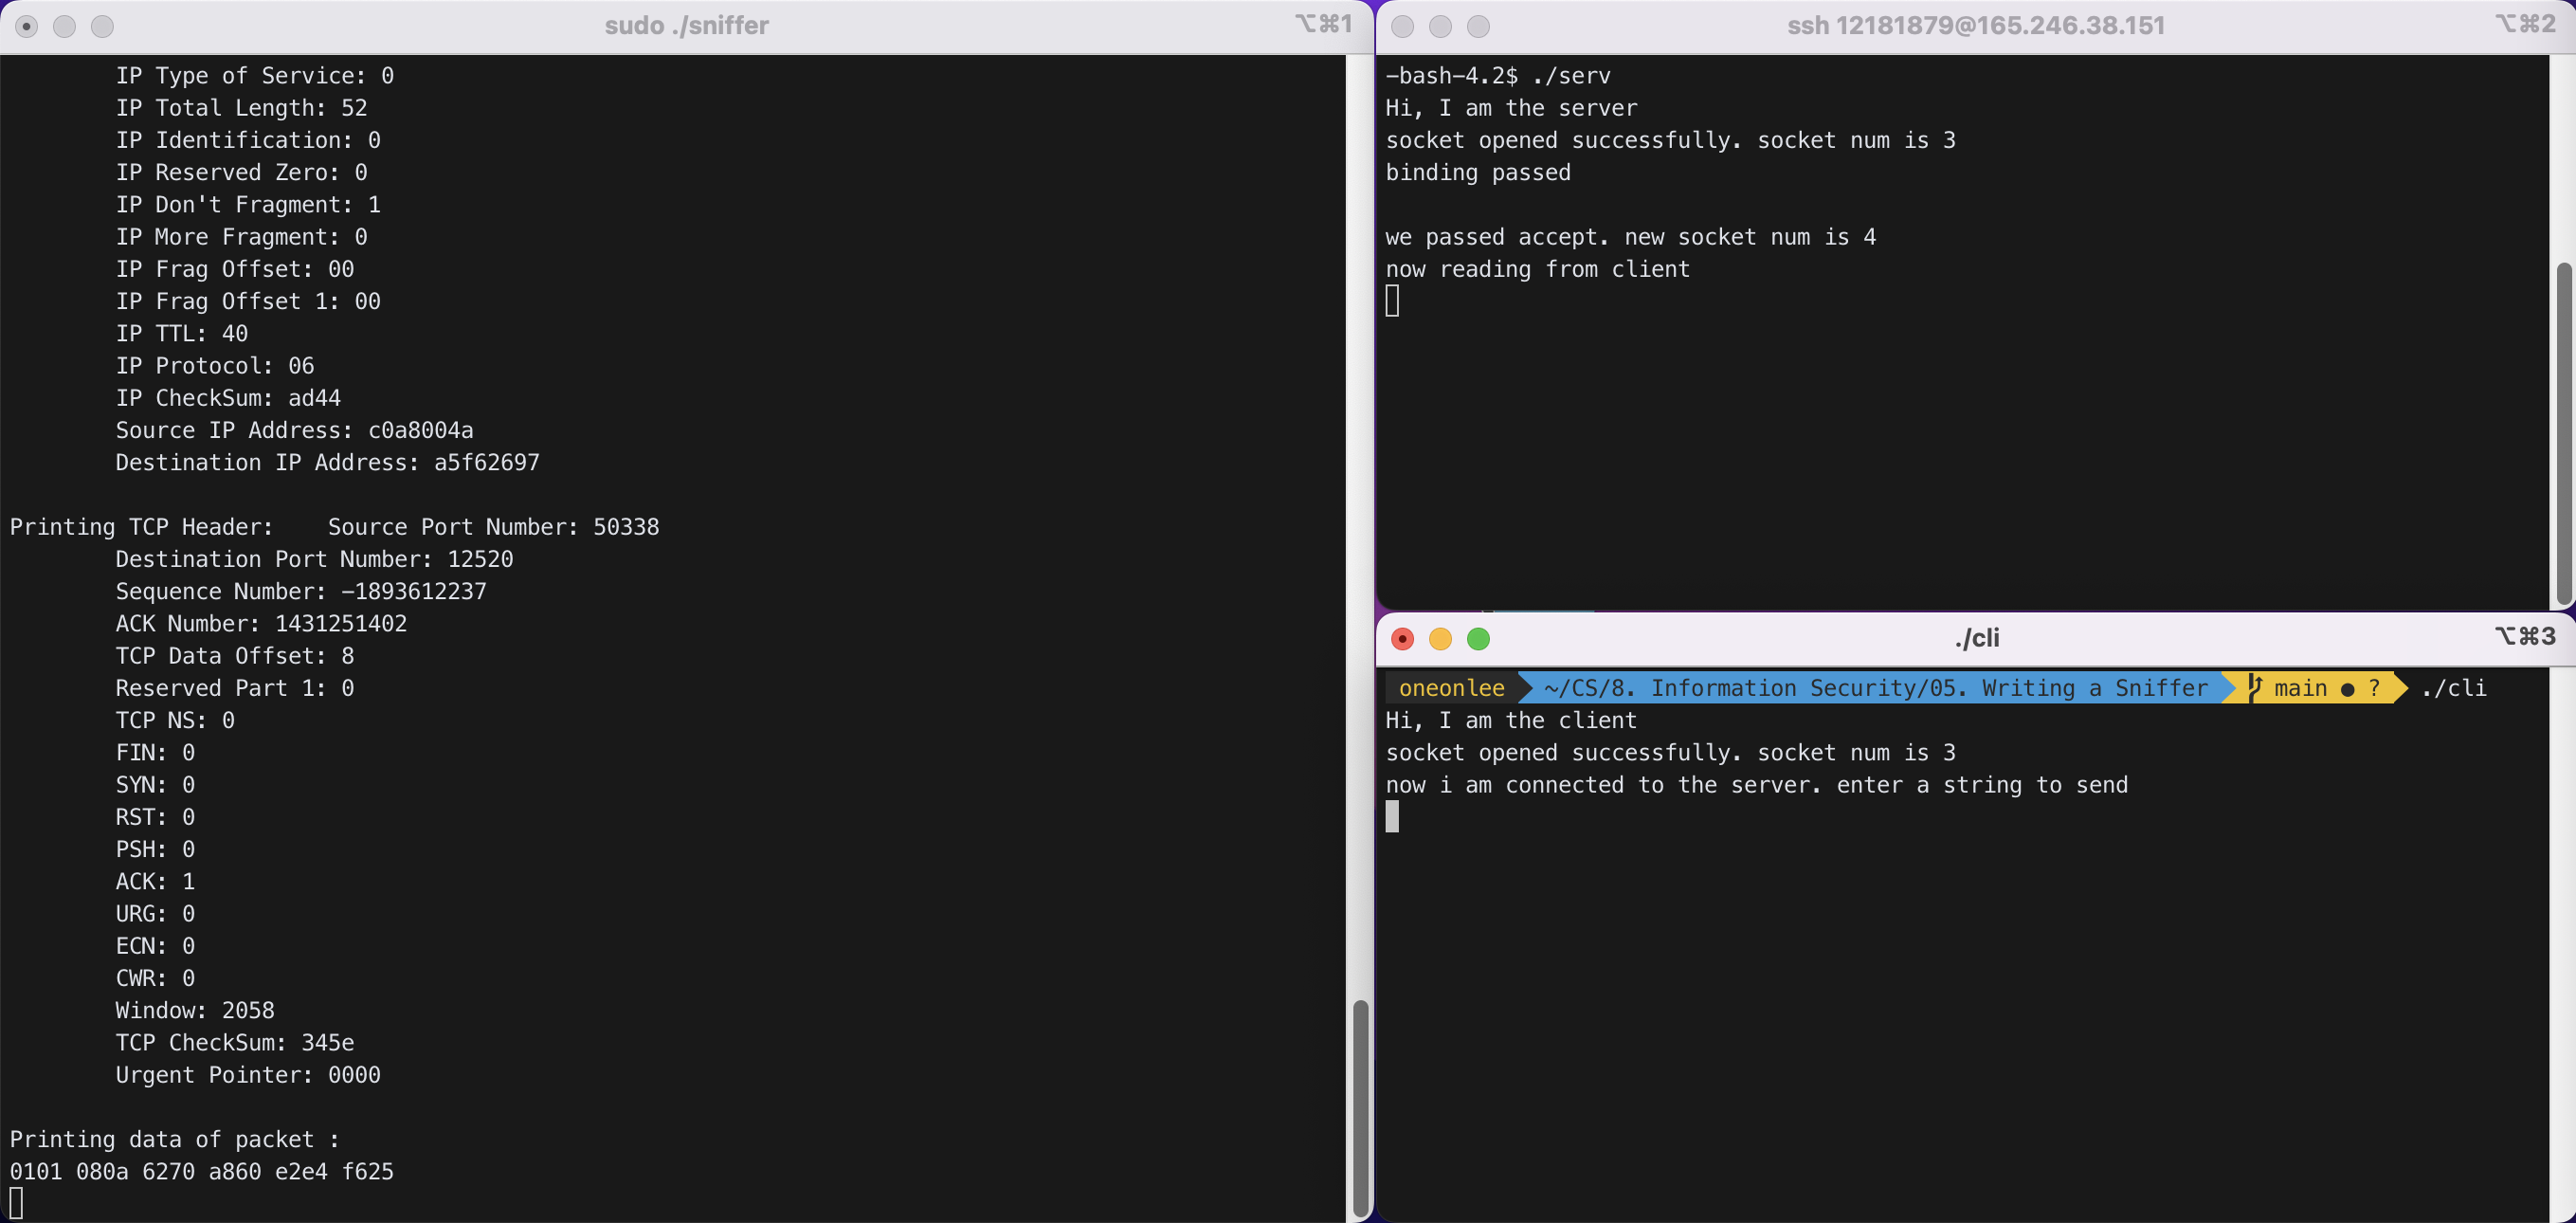 sudo ./sniffer
⌥⌘1
IP Type of Service: 0
IP Total Length: 52
IP Identification: 0
IP Reserved Zero: 0
IP Don't Fragment: 1
IP More Fragment: 0
IP Frag Offset: 00
IP Frag Offset 1: 00
IP TTL: 40
IP Protocol: 06
IP CheckSum: ad44
Source IP Address: c0a8004a
Destination IP Address: a5f62697
Printing TCP Header:    Source Port Number: 50338
Destination Port Number: 12520
Sequence Number: -1893612237
ACK Number: 1431251402
TCP Data Offset: 8
Reserved Part 1: 0
TCP NS: 0
FIN: 0
SYN: 0
RST: 0
PSH: 0
ACK: 1
URG: 0
ECN: 0
CWR: 0
Window: 2058
TCP CheckSum: 345e
Urgent Pointer: 0000
Printing data of packet :
0101 080a 6270 a860 e2e4 f625
ssh 12181879@165.246.38.151
⌥⌘2
-bash-4.2$ ./serv
Hi, I am the server
socket opened successfully. socket num is 3
binding passed
we passed accept. new socket num is 4
now reading from client
./cli
⌥⌘3
oneonlee ~/CS/8. Information Security/05. Writing a Sniffer main ● ? ./cli
Hi, I am the client
socket opened successfully. socket num is 3
now i am connected to the server. enter a string to send